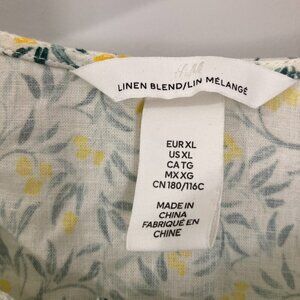 H&M
LINEN BLEND/LIN MÉLANGÉ
EUR XL
US XL
CA TG
MX XG
CN 180/116C
MADE IN
CHINA
FABRIQUÉ EN
CHINE